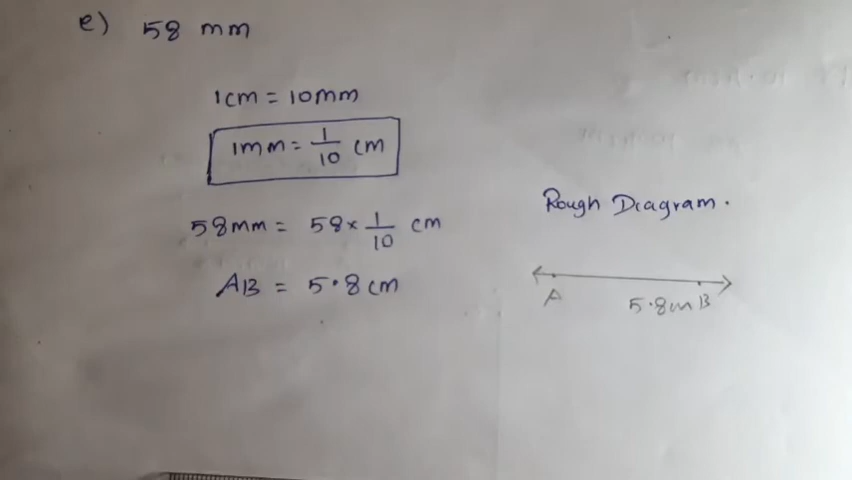 e) 58 mm
1cm = 10mm
1mm = 1/10 cm
58mm = 58 × 1/10 cm
AB = 5.8 cm
Rough Diagram.
A 5.8cm B